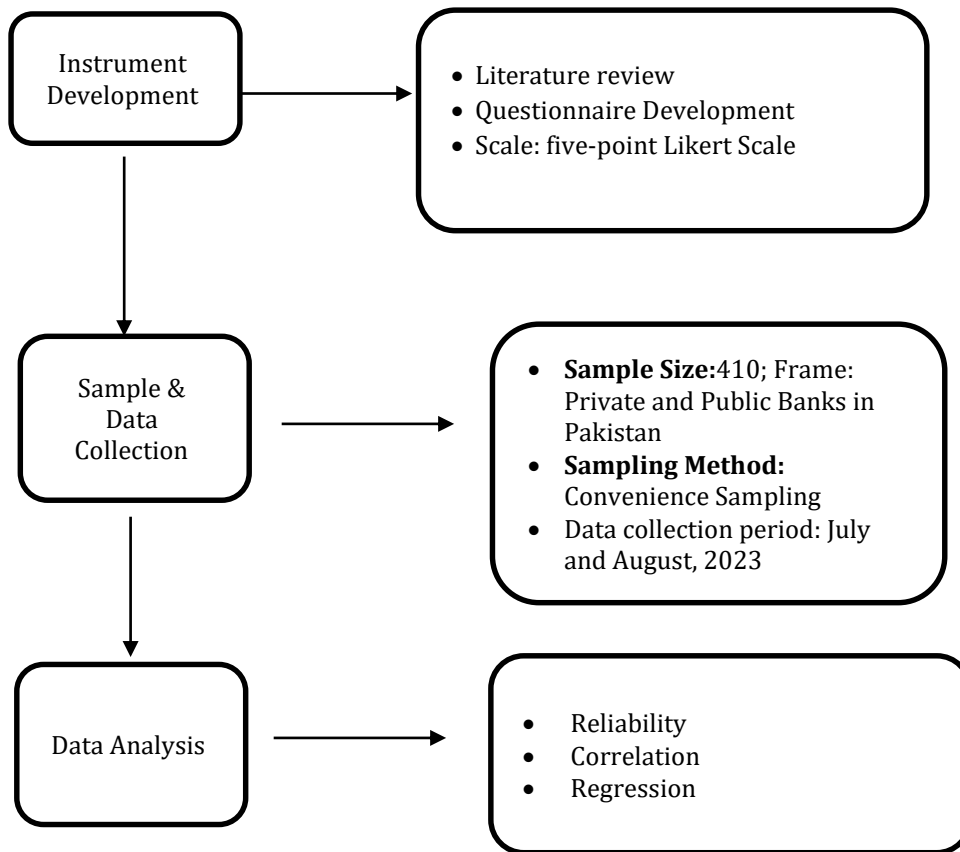 Instrument
Development
• Literature review
• Questionnaire Development
• Scale: five-point Likert Scale
Sample &
Data
Collection
• Sample Size:410; Frame:
Private and Public Banks in
Pakistan
• Sampling Method:
Convenience Sampling
• Data collection period: July
and August, 2023
Data Analysis
• Reliability
• Correlation
• Regression